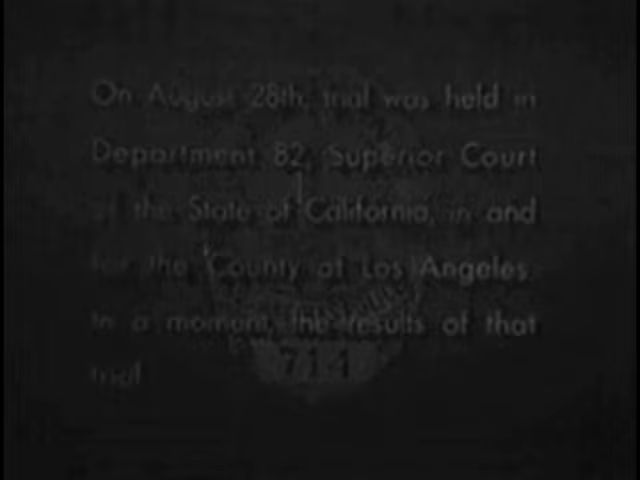 On August 28th, trial was held in
Department 82, Superior Court
of the State of California, in and
for the County of Los Angeles.
In a moment, the results of that
trial
714